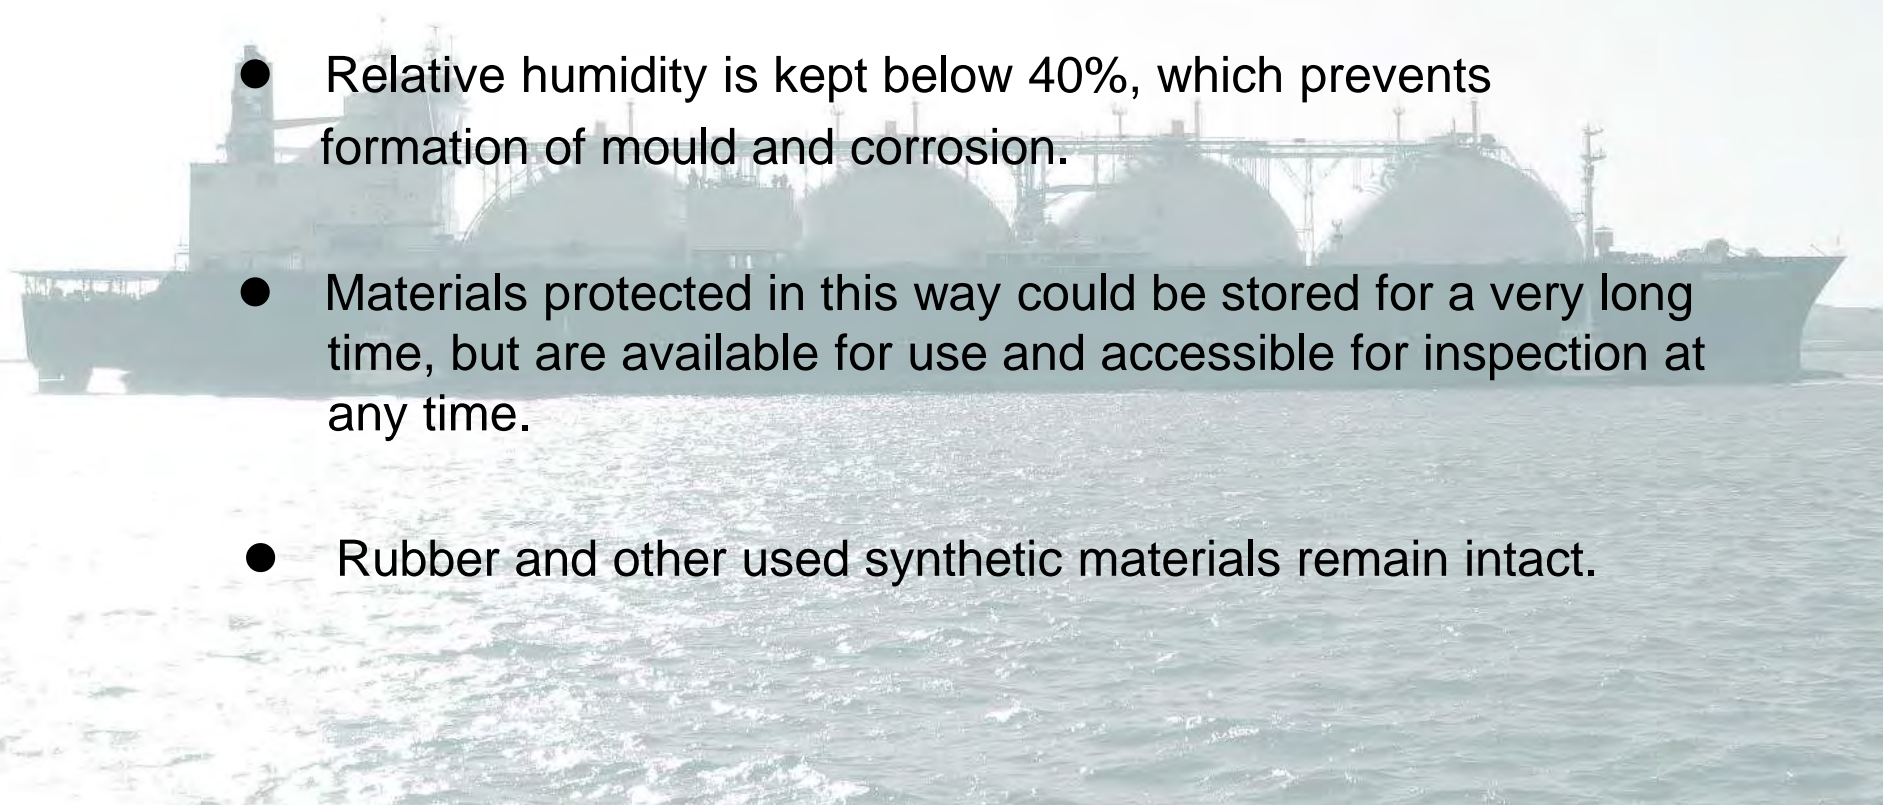 ● Relative humidity is kept below 40%, which prevents
formation of mould and corrosion.
● Materials protected in this way could be stored for a very long
time, but are available for use and accessible for inspection at
any time.
● Rubber and other used synthetic materials remain intact.